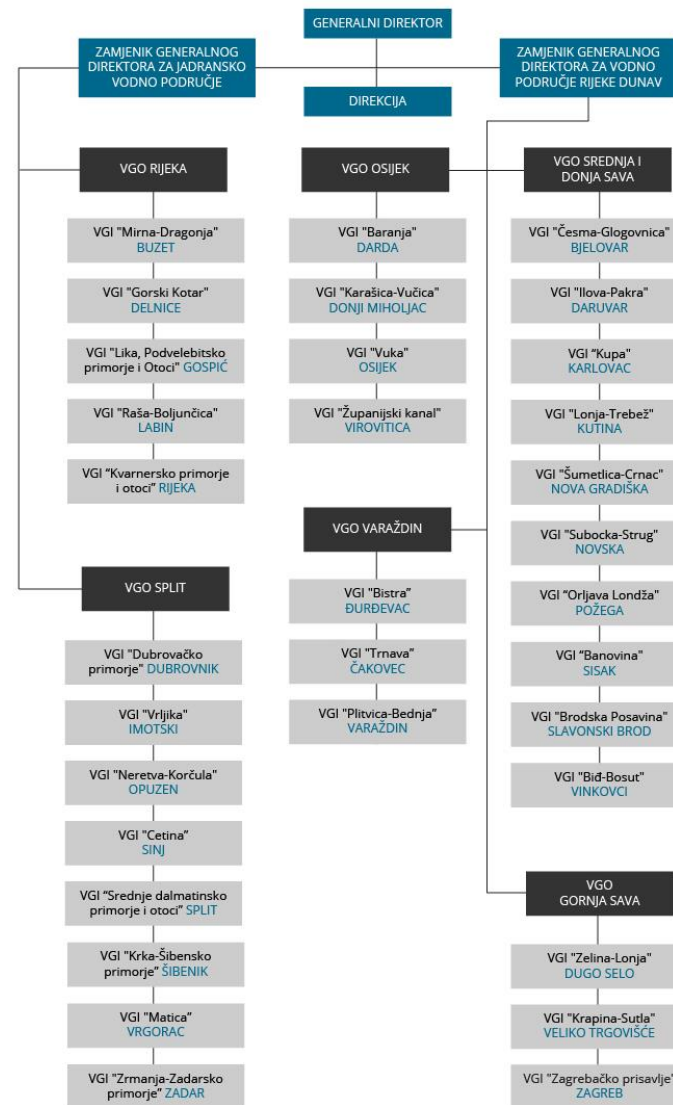 GENERALNI DIREKTOR
ZAMJENIK GENERALNOG
DIREKTORA ZA JADRANSKO
VODNO PODRUČJE
ZAMJENIK GENERALNOG
DIREKTORA ZA VODNO
PODRUČJE RIJEKE DUNAV
DIREKCIJA
VGO RIJEKA
VGI "Mirna-Dragonja"
BUZET
VGI "Gorski Kotar"
DELNICE
VGI "Lika, Podvelebitsko
primorje i Otoci" GOSPIĆ
VGI "Raša-Boljunčica"
LABIN
VGI “Kvarnersko primorje
i otoci” RIJEKA
VGO SPLIT
VGI "Dubrovačko
primorje" DUBROVNIK
VGI "Vrljika"
IMOTSKI
VGI "Neretva-Korčula"
OPUZEN
VGI "Cetina”
SINJ
VGI “Srednje dalmatinsko
primorje i otoci” SPLIT
VGI "Krka-Šibensko
primorje” ŠIBENIK
VGI "Matica”
VRGORAC
VGI "Zrmanja-Zadarsko
primorje” ZADAR
VGO OSIJEK
VGI "Baranja"
DARDA
VGI "Karašica-Vučica"
DONJI MIHOLJAC
VGI "Vuka"
OSIJEK
VGI "Županijski kanal"
VIROVITICA
VGO VARAŽDIN
VGI "Bistra”
ĐURĐEVAC
VGI "Trnava”
ČAKOVEC
VGI "Plitvica-Bednja”
VARAŽDIN
VGO SREDNJA I
DONJA SAVA
VGI "Česma-Glogovnica"
BJELOVAR
VGI "Ilova-Pakra"
DARUVAR
VGI “Kupa”
KARLOVAC
VGI "Lonja-Trebež"
KUTINA
VGI "Šumetlica-Crnac"
NOVA GRADIŠKA
VGI "Subocka-Strug"
NOVSKA
VGI “Orljava Londža"
POŽEGA
VGI “Banovina"
SISAK
VGI "Brodska Posavina"
SLAVONSKI BROD
VGI "Biđ-Bosut"
VINKOVCI
VGO
GORNJA SAVA
VGI "Zelina-Lonja"
DUGO SELO
VGI "Krapina-Sutla"
VELIKO TRGOVIŠĆE
VGI "Zagrebačko prisavlje"
ZAGREB